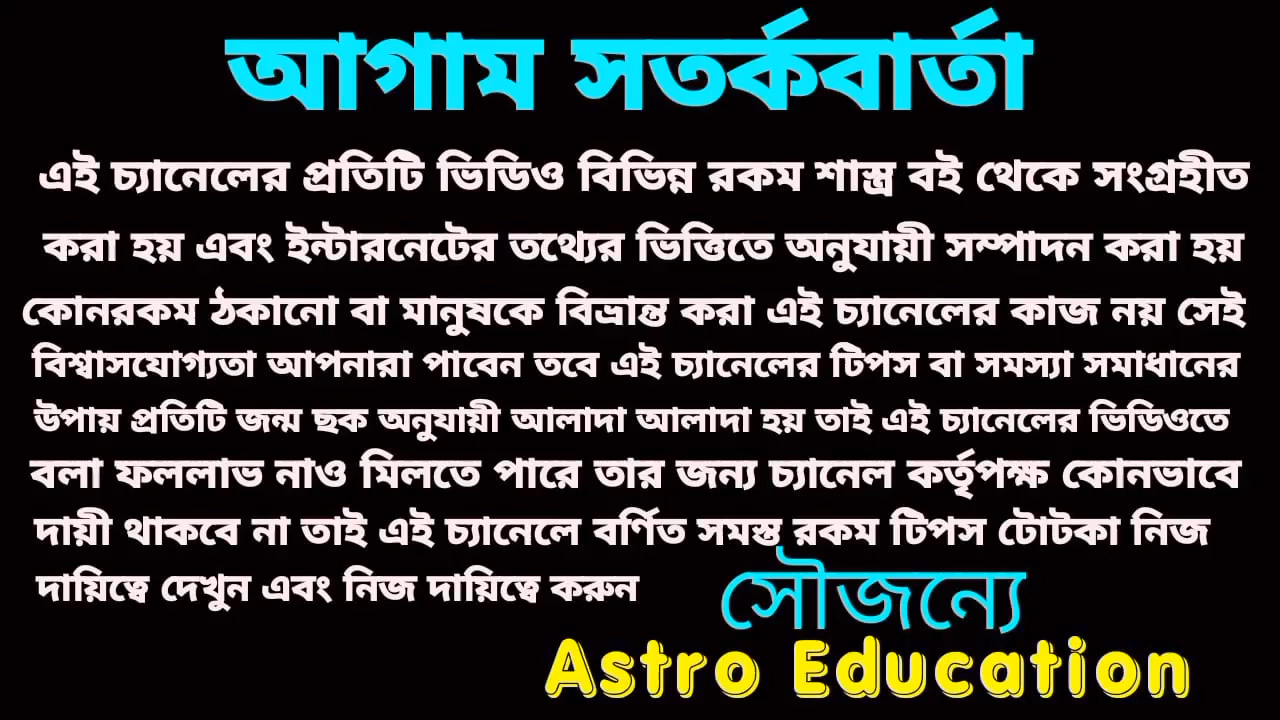 আগাম সতর্কবার্তা
এই চ্যানেলের প্রতিটি ভিডিও বিভিন্ন রকম শাস্ত্র বই থেকে সংগ্রহীত
করা হয় এবং ইন্টারনেটের তথ্যের ভিত্তিতে অনুযায়ী সম্পাদন করা হয়
কোনরকম ঠকানো বা মানুষকে বিভ্রান্ত করা এই চ্যানেলের কাজ নয় সেই
বিশ্বাসযোগ্যতা আপনারা পাবেন তবে এই চ্যানেলের টিপস বা সমস্যা সমাধানের
উপায় প্রতিটি জন্ম ছক অনুযায়ী আলাদা আলাদা হয় তাই এই চ্যানেলের ভিডিওতে
বলা ফললাভ নাও মিলতে পারে তার জন্য চ্যানেল কর্তৃপক্ষ কোনভাবে
দায়ী থাকবে না তাই এই চ্যানেলে বর্ণিত সমস্ত রকম টিপস টোটকা নিজ
দায়িত্বে দেখুন এবং নিজ দায়িত্বে করুন
সৌজন্যে
Astro Education